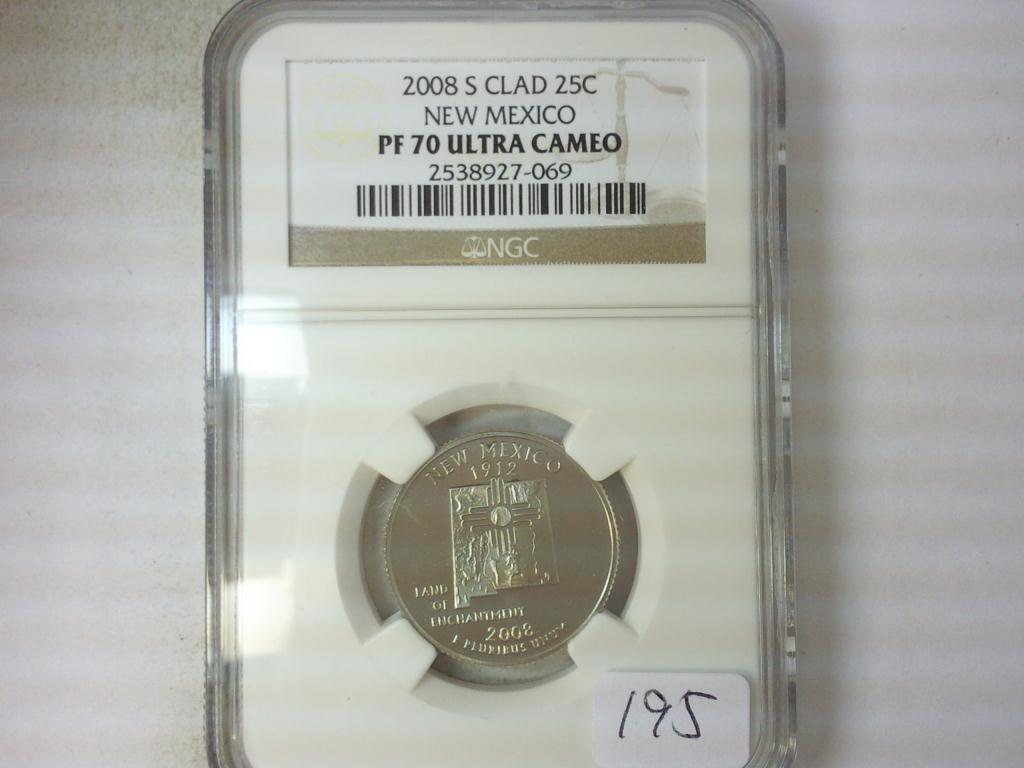 2008 S CLAD 25C
NEW MEXICO
PF 70 ULTRA CAMEO
2538927-069
NGC
NEW MEXICO
1912
LAND
OF
ENCHANTMENT
2008
E PLURIBUS UNUM
195